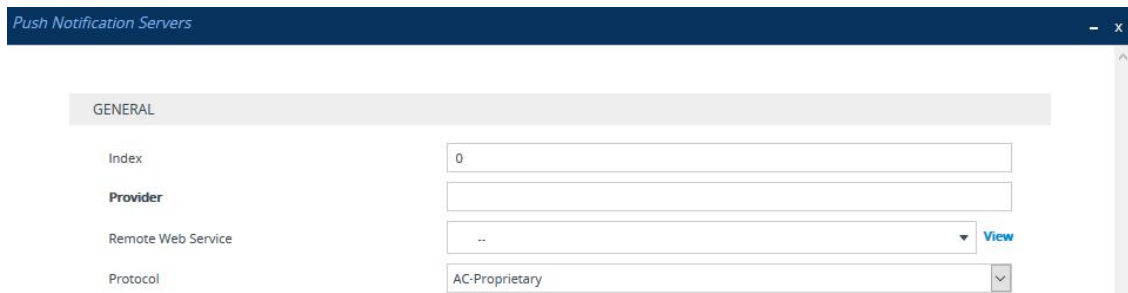 Push Notification Servers – x
GENERAL
Index 0
Provider
Remote Web Service -- View
Protocol AC-Proprietary